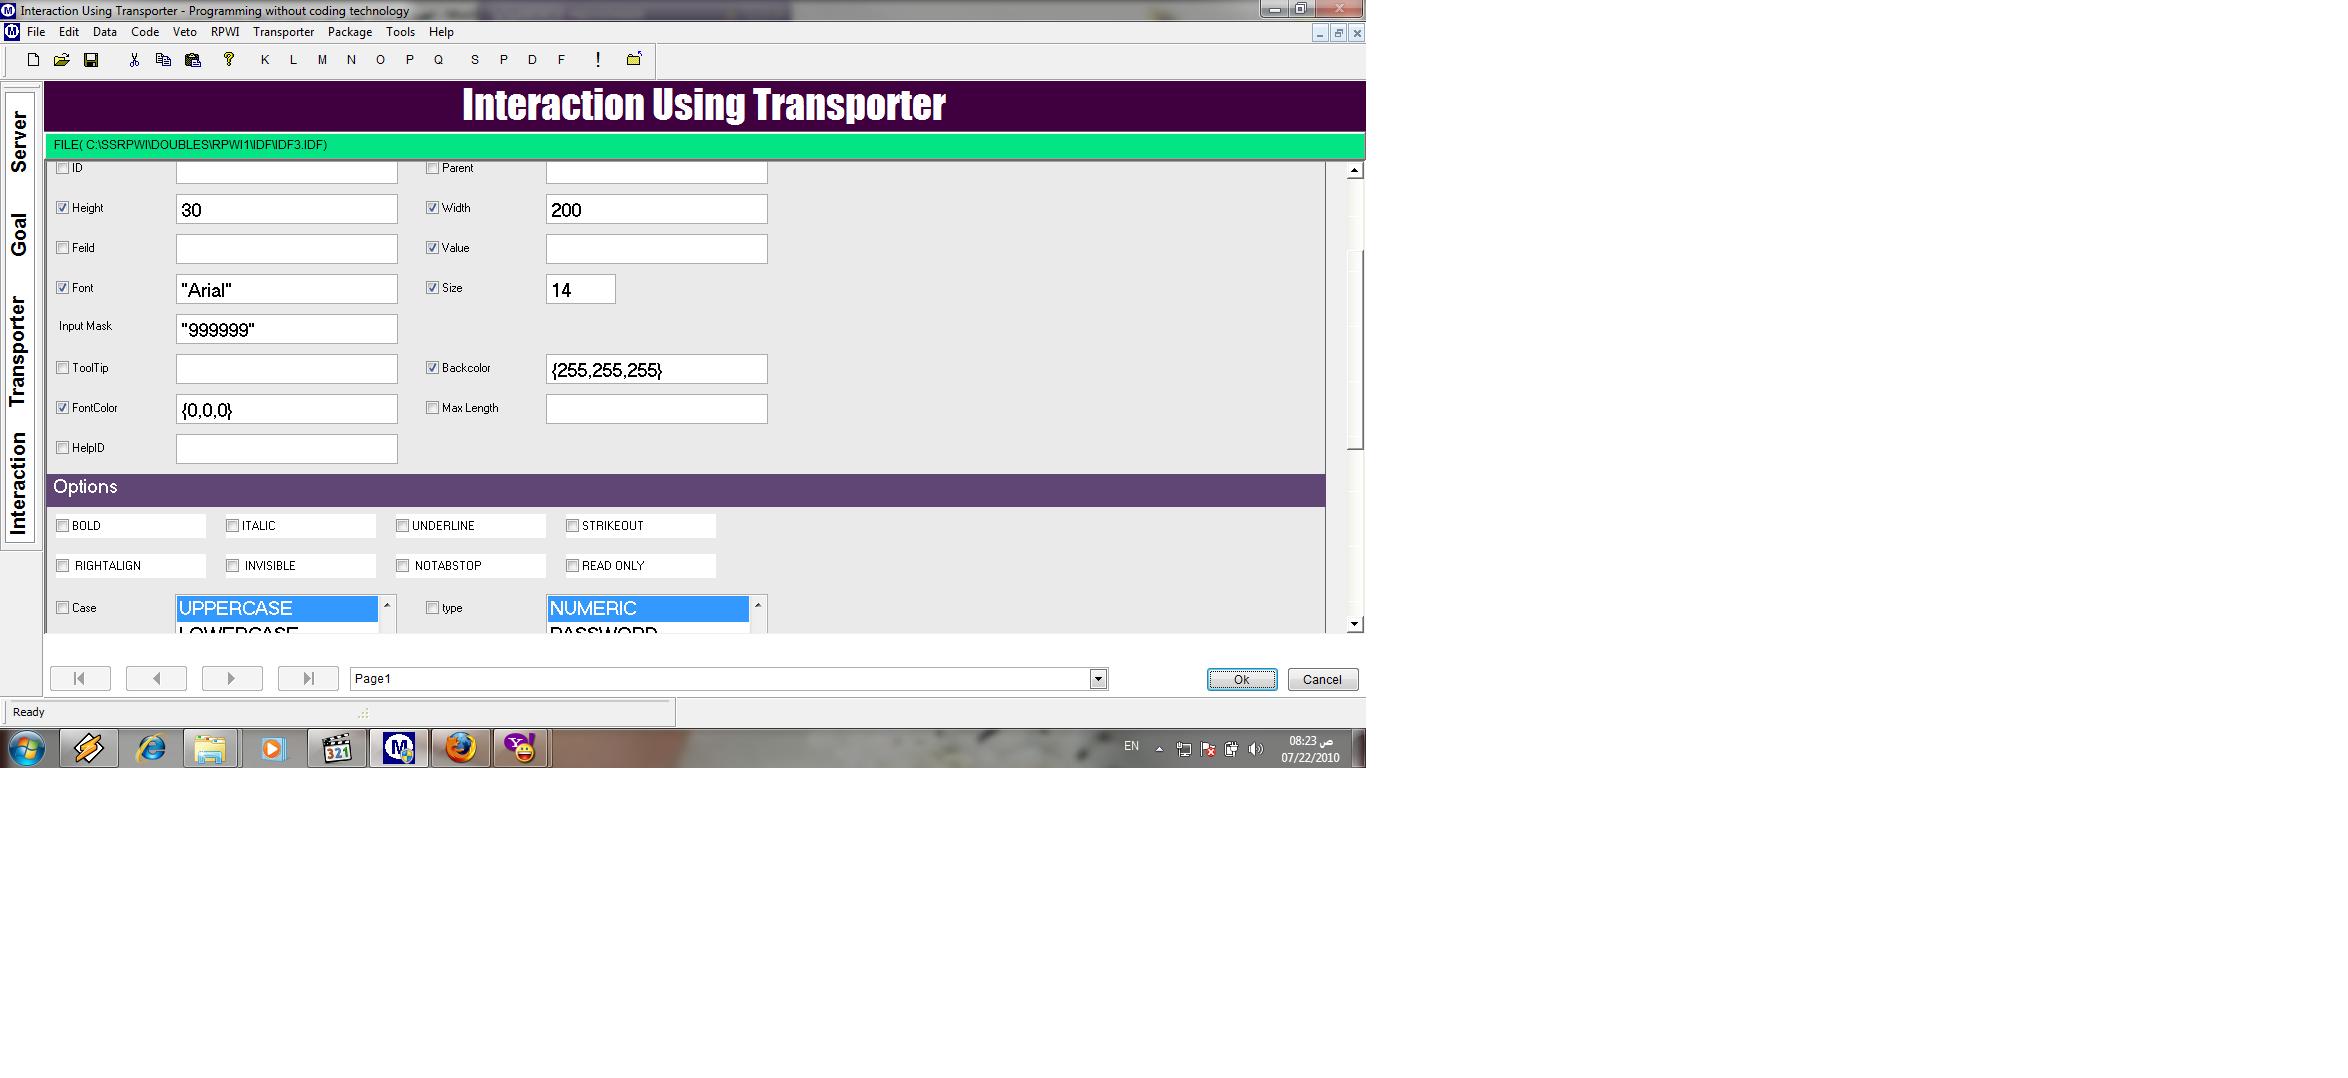 Interaction Using Transporter - Programming without coding technology
File Edit Data Code Veto RPWI Transporter Package Tools Help
K L M N O P Q S P D F !
Interaction Using Transporter
FILE( C:\SSRPWI\DOUBLES\RPWI1\IDF\IDF3.IDF)
Server
Goal
Transporter
Interaction
ID Parent
Height 30 Width 200
Feild Value
Font "Arial" Size 14
Input Mask "999999"
ToolTip Backcolor {255,255,255}
FontColor {0,0,0} Max Length
HelpID
Options
BOLD ITALIC UNDERLINE STRIKEOUT
RIGHTALIGN INVISIBLE NOTABSTOP READ ONLY
Case UPPERCASE type NUMERIC
LOWERCASE PASSWORD
Page1 Ok Cancel
Ready
321
EN 08:23 ص
07/22/2010